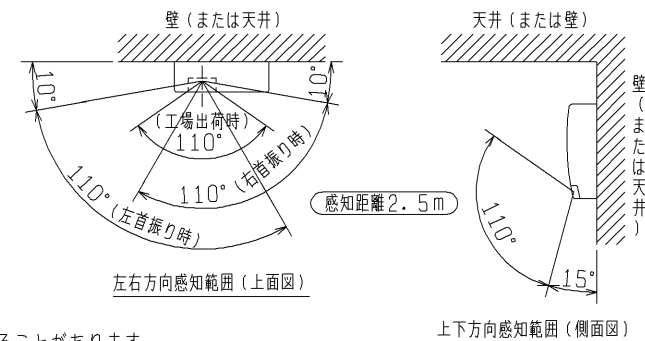 壁(または天井)
10°
10°
(工場出荷時)
110°
110°(右首振り時)
110°(左首振り時)
左右方向感知範囲(上面図)
感知距離2.5m
天井(または壁)
壁(または天井)
110°
15°
上下方向感知範囲(側面図)
ることがあります